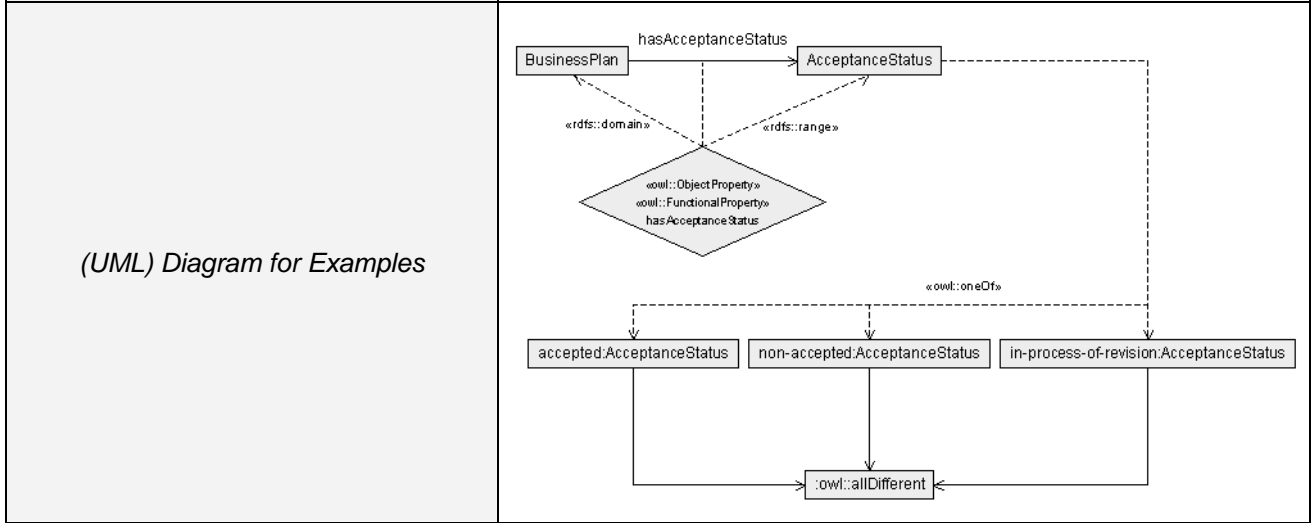 (UML) Diagram for Examples
hasAcceptanceStatus
BusinessPlan
AcceptanceStatus
«rdfs::domain»
«rdfs::range»
«owl::ObjectProperty»
«owl::FunctionalProperty»
hasAcceptanceStatus
«owl::oneOf»
accepted:AcceptanceStatus
non-accepted:AcceptanceStatus
in-process-of-revision:AcceptanceStatus
:owl::allDifferent